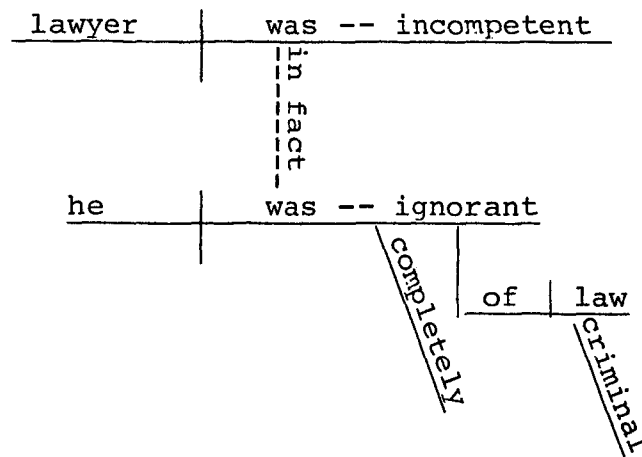 lawyer was -- incompetent
in fact
he was -- ignorant
completely
of law
criminal